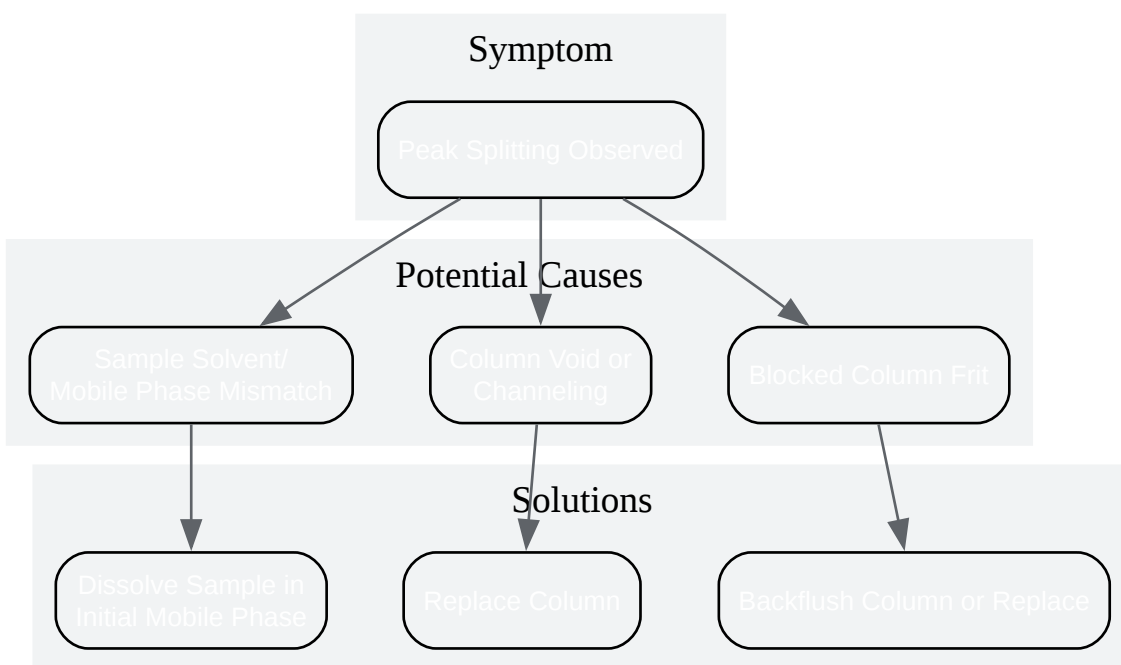 Symptom
Peak Splitting Observed
Potential Causes
Sample Solvent/
Mobile Phase Mismatch
Column Void or
Channeling
Blocked Column Frit
Solutions
Dissolve Sample in
Initial Mobile Phase
Replace Column
Backflush Column or Replace